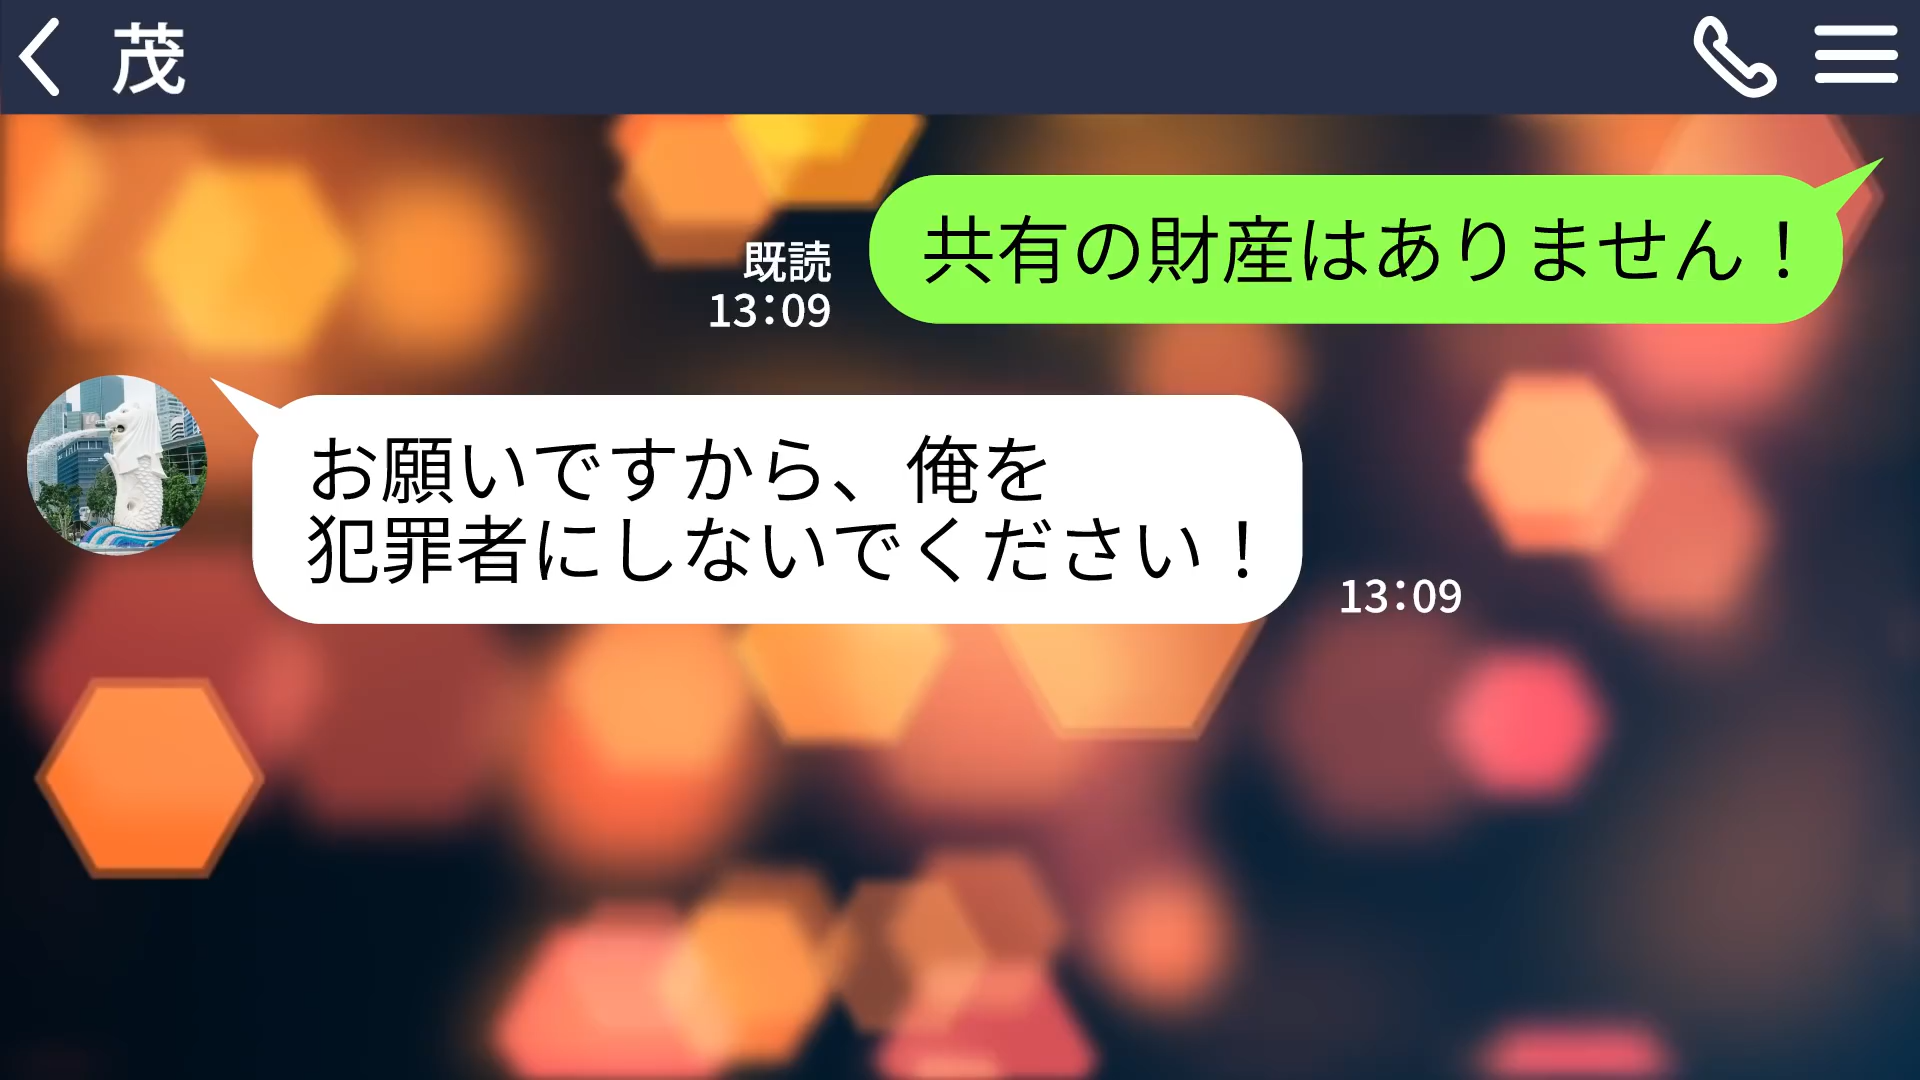 茂
共有の財産はありません！
既読
13:09
お願いですから、俺を
犯罪者にしないでください！
13:09